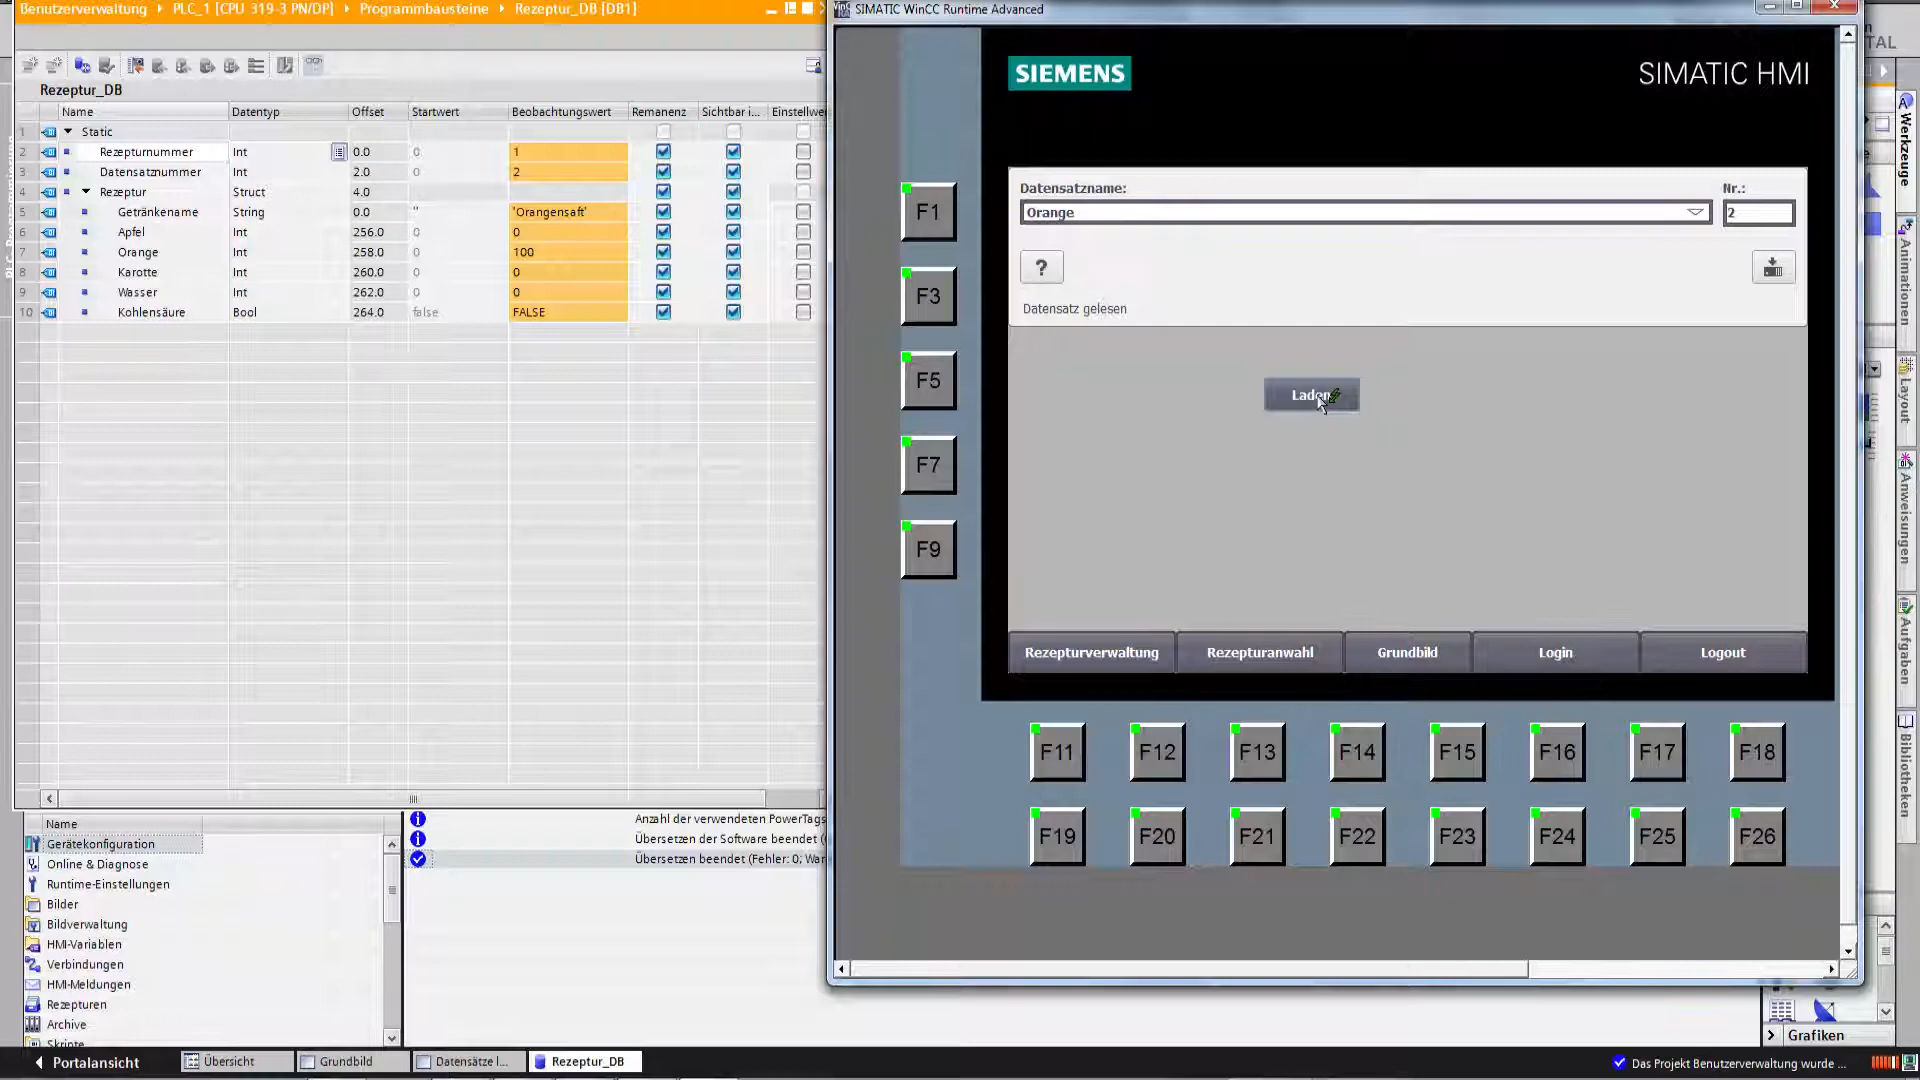 Benutzerverwaltung
PLC_1 [CPU 319-3 PN/DP]
Programmbausteine
Rezeptur_DB [DB1]
Rezeptur_DB
Name Datentyp Offset Startwert Beobachtungswert Remanenz Sichtbar i... Einstellwe
1 Static
2 Rezepturnummer Int 0.0 0 1
3 Datensatznummer Int 2.0 0 2
4 Rezeptur Struct 4.0
5 Getränkename String 0.0 '' 'Orangensaft'
6 Apfel Int 256.0 0 0
7 Orange Int 258.0 0 100
8 Karotte Int 260.0 0 0
9 Wasser Int 262.0 0 0
10 Kohlensäure Bool 264.0 false FALSE
Name
Gerätekonfiguration
Online & Diagnose
Runtime-Einstellungen
Bilder
Bildverwaltung
HMI-Variablen
Verbindungen
HMI-Meldungen
Rezepturen
Archive
Skripte
Anzahl der verwendeten PowerTags
Übersetzen der Software beendet (
Übersetzen beendet (Fehler: 0; War
SIMATIC WinCC Runtime Advanced
SIEMENS
SIMATIC HMI
Datensatzname: Nr.:
Orange 2
?
Datensatz gelesen
Laden
Rezepturverwaltung Rezepturanwahl Grundbild Login Logout
F1
F3
F5
F7
F9
F11 F12 F13 F14 F15 F16 F17 F18
F19 F20 F21 F22 F23 F24 F25 F26
TAL
Werkzeuge
Animationen
Layout
Anweisungen
Aufgaben
Bibliotheken
Grafiken
Portalansicht
Übersicht
Grundbild
Datensätze l...
Rezeptur_DB
Das Projekt Benutzerverwaltung wurde ...